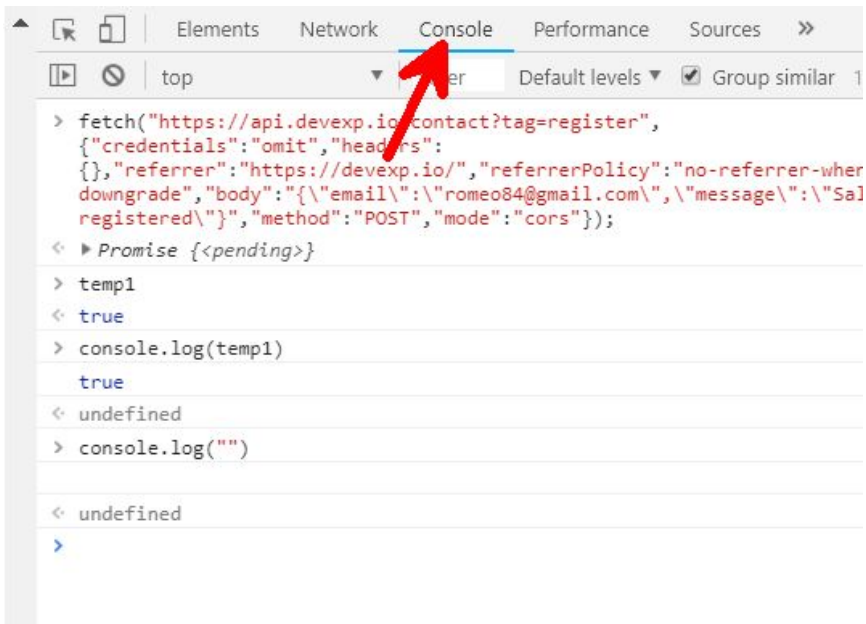 Elements Network Console Performance Sources »
top Default levels ▼ Group similar 1
> fetch("https://api.devexp.io/contact?tag=register",
{"credentials":"omit","headers":
{},"referrer":"https://devexp.io/","referrerPolicy":"no-referrer-when
downgrade","body":"{\"email\":\"romeo84@gmail.com\",\"message\":\"Sal
registered\"}","method":"POST","mode":"cors"});
Promise {<pending>}
> temp1
true
> console.log(temp1)
true
undefined
> console.log("")
undefined
>